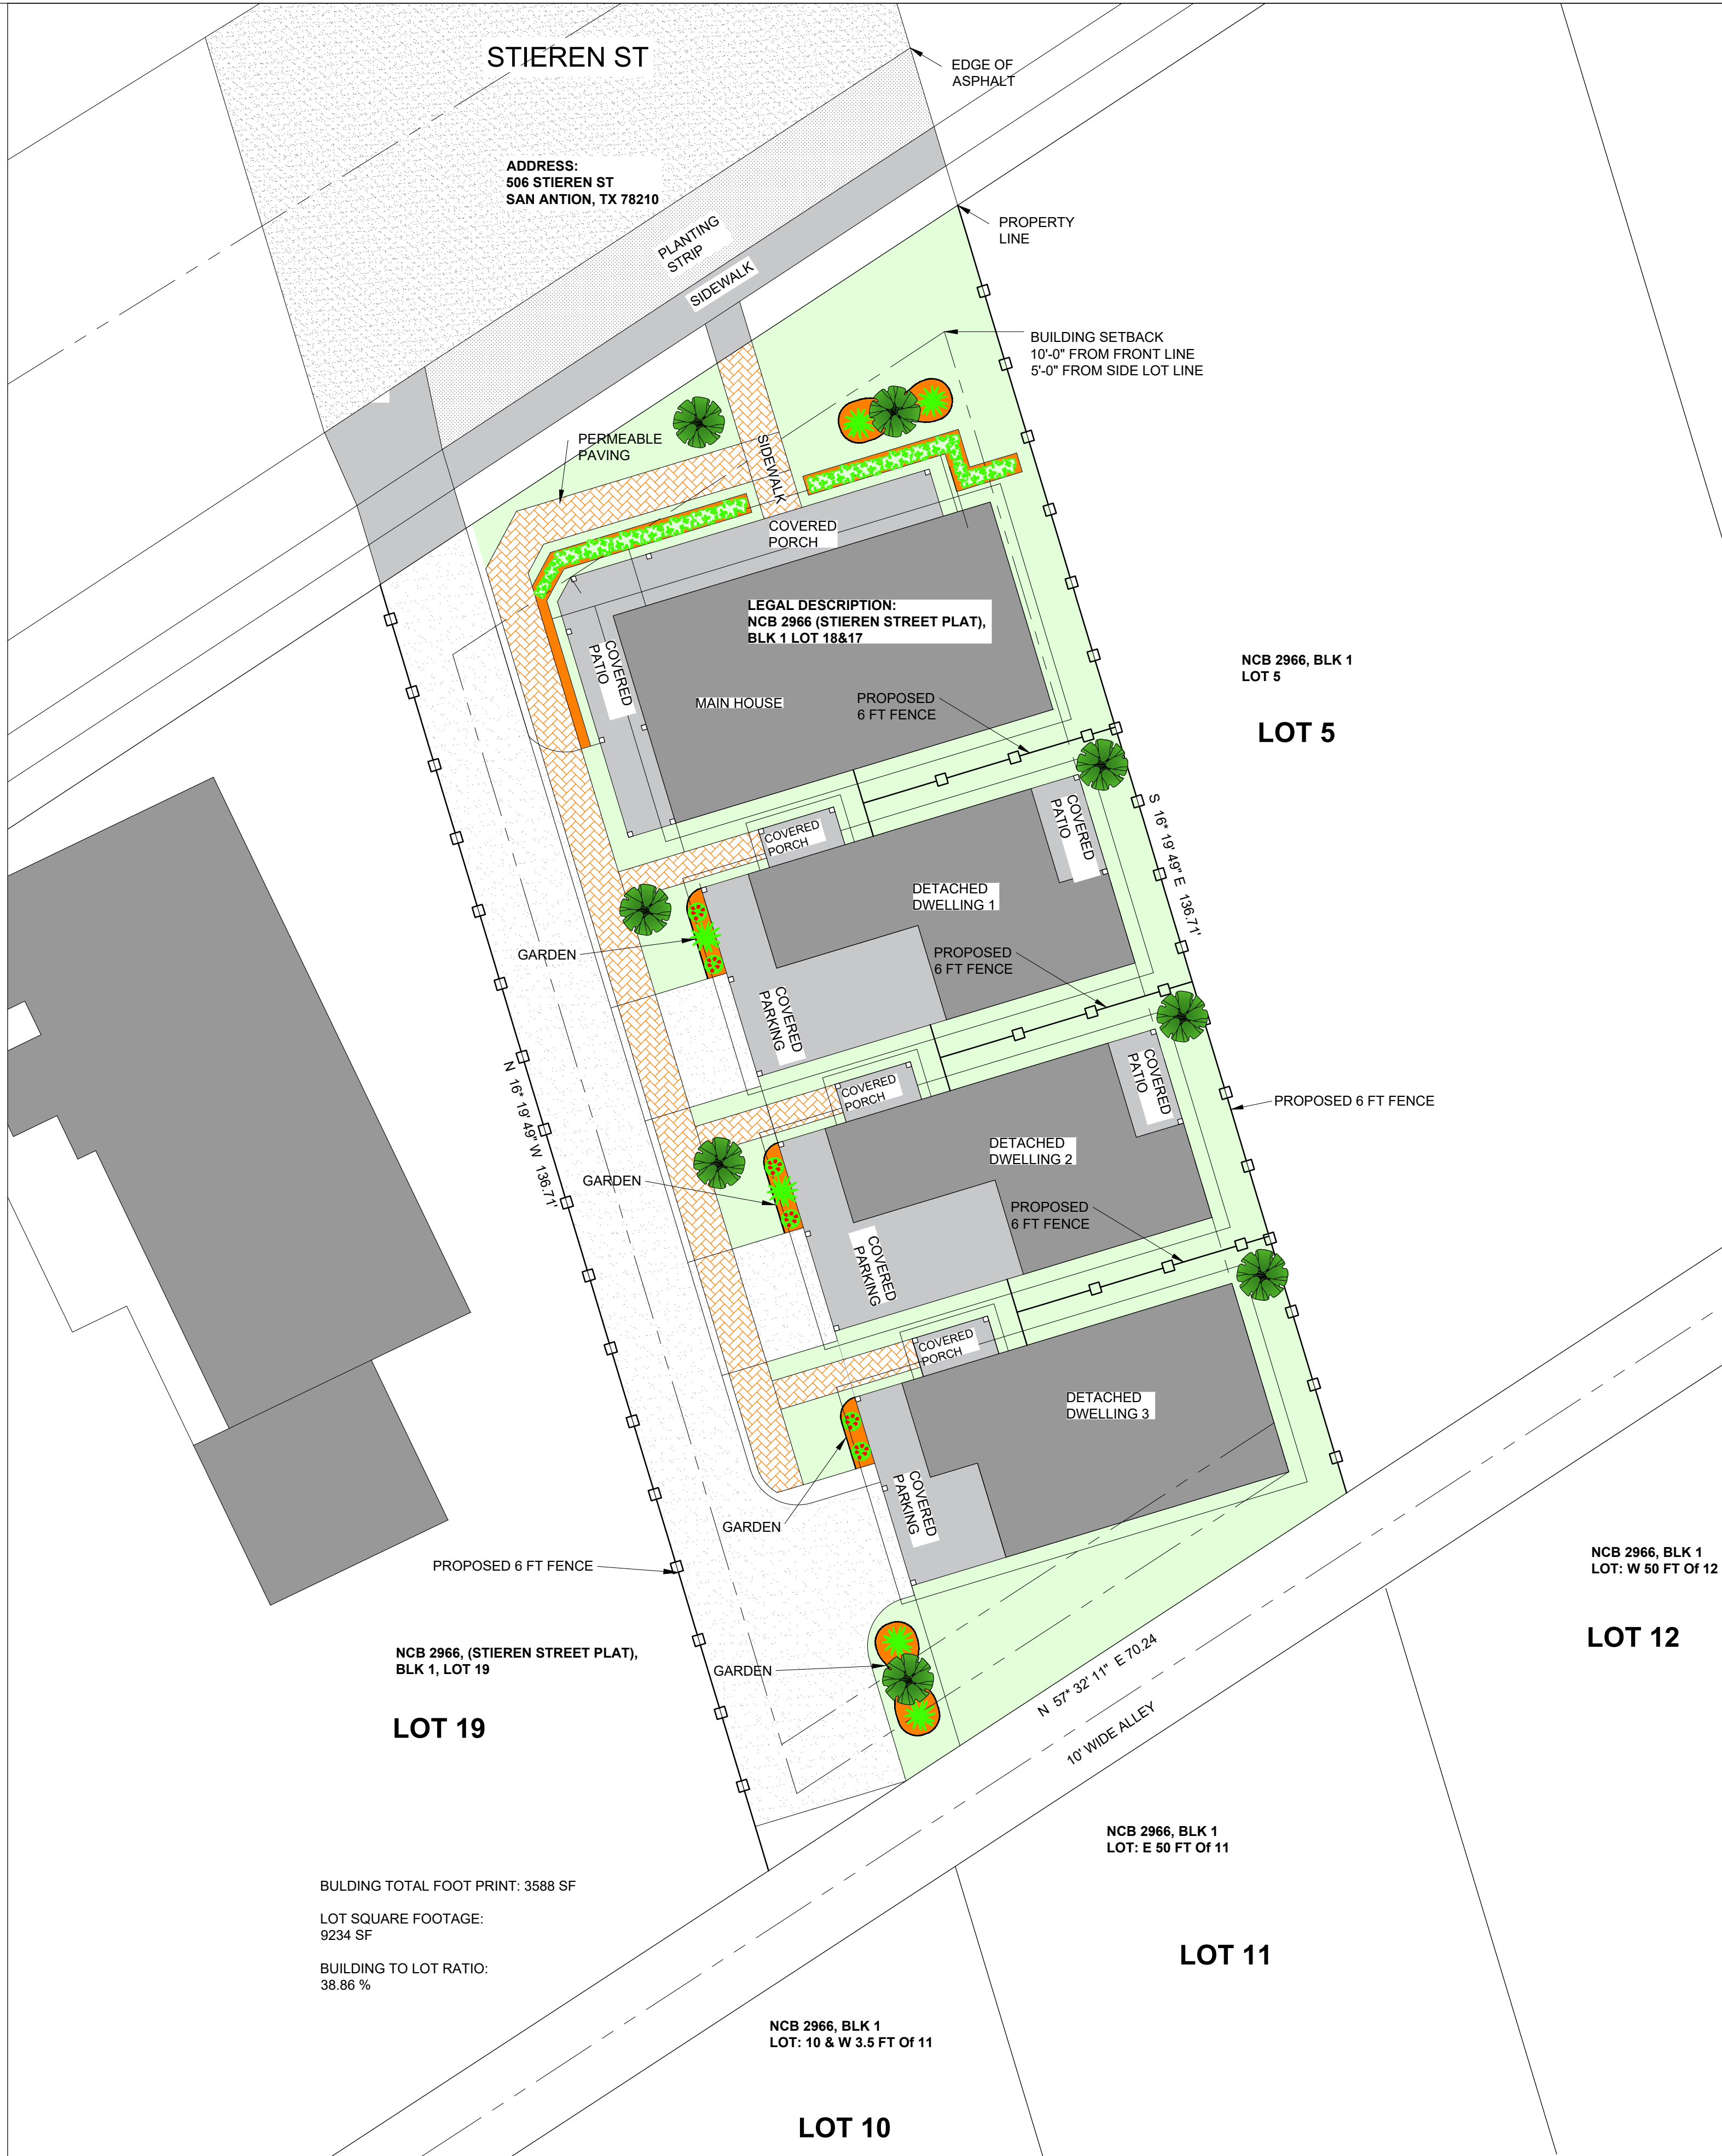 STIEREN ST
EDGE OF
ASPHALT
ADDRESS:
506 STIEREN ST
SAN ANTION, TX 78210
PLANTING
STRIP
SIDEWALK
PROPERTY
LINE
BUILDING SETBACK
10'-0" FROM FRONT LINE
5'-0" FROM SIDE LOT LINE
PERMEABLE
PAVING
SIDEWALK
COVERED
PORCH
LEGAL DESCRIPTION:
NCB 2966 (STIEREN STREET PLAT),
BLK 1 LOT 18&17
COVERED
PATIO
MAIN HOUSE
PROPOSED
6 FT FENCE
NCB 2966, BLK 1
LOT 5
LOT 5
COVERED
PORCH
COVERED
PATIO
S 16* 19' 49" E 136.71'
DETACHED
DWELLING 1
GARDEN
PROPOSED
6 FT FENCE
COVERED
PARKING
N 16* 19' 49" W 136.71'
COVERED
PORCH
COVERED
PATIO
PROPOSED 6 FT FENCE
DETACHED
DWELLING 2
GARDEN
PROPOSED
6 FT FENCE
COVERED
PARKING
COVERED
PORCH
DETACHED
DWELLING 3
COVERED
PARKING
GARDEN
PROPOSED 6 FT FENCE
NCB 2966, BLK 1
LOT: W 50 FT Of 12
LOT 12
NCB 2966, (STIEREN STREET PLAT),
BLK 1, LOT 19
LOT 19
GARDEN
N 57* 32' 11" E 70.24
10' WIDE ALLEY
NCB 2966, BLK 1
LOT: E 50 FT Of 11
LOT 11
BULDING TOTAL FOOT PRINT: 3588 SF
LOT SQUARE FOOTAGE:
9234 SF
BUILDING TO LOT RATIO:
38.86 %
NCB 2966, BLK 1
LOT: 10 & W 3.5 FT Of 11
LOT 10